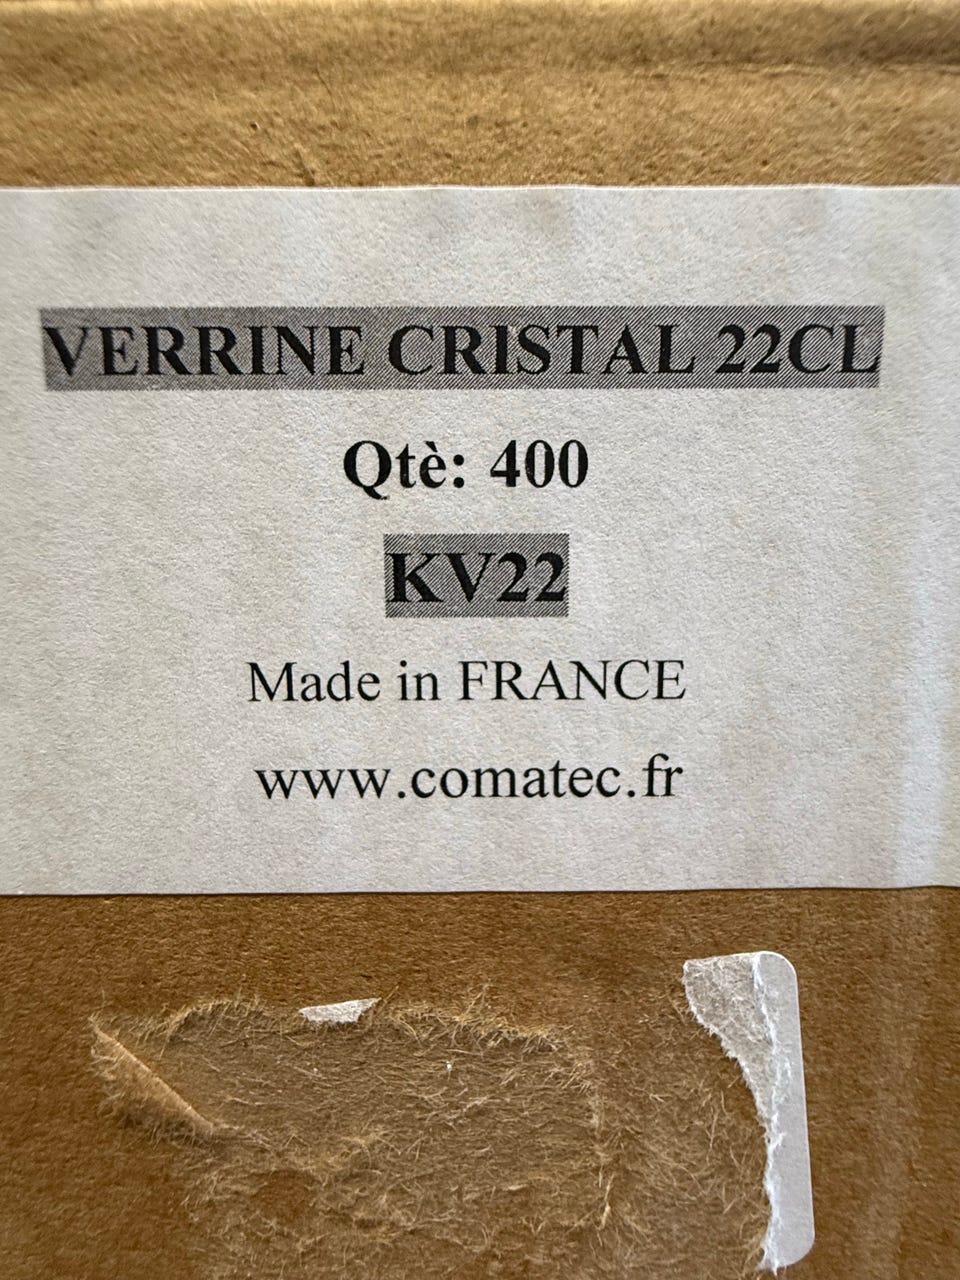 VERRINE CRISTAL 22CL
Qtè: 400
KV22
Made in FRANCE
www.comatec.fr